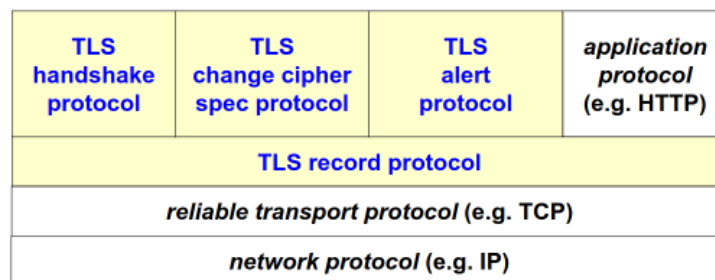 TLS
handshake
protocol
TLS
change cipher
spec protocol
TLS
alert
protocol
application
protocol
(e.g. HTTP)
TLS record protocol
reliable transport protocol (e.g. TCP)
network protocol (e.g. IP)